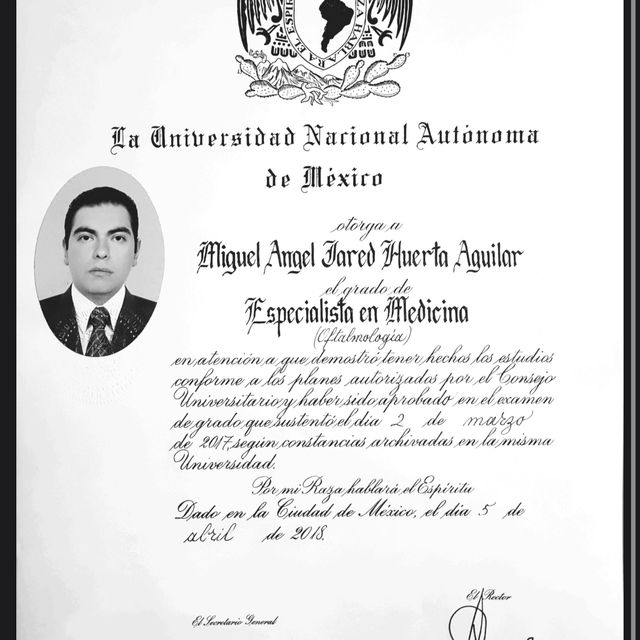 HABLARA EL ESPIRI
La Universidad Nacional Autónoma
de México
otorga a
Miguel Angel Jared Huerta Aguilar
el grado de
Especialista en Medicina
(Oftalmología)
en atención a que demostró tener hechos los estudios
conforme a los planes autorizados por el Consejo
Universitario y haber sido aprobado en el examen
de grado que sustentó el día 2 de marzo
de 2017, según constancias archivadas en la misma
Universidad.
Por mi Raza hablará el Espíritu
Dado en la Ciudad de México, el día 5 de
abril de 2018.
El Rector
El Secretario General